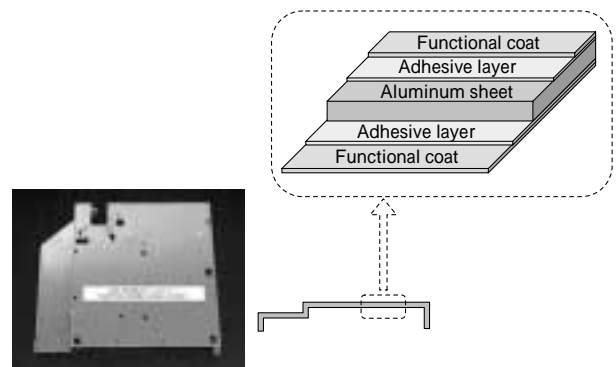 Functional coat
Adhesive layer
Aluminum sheet
Adhesive layer
Functional coat